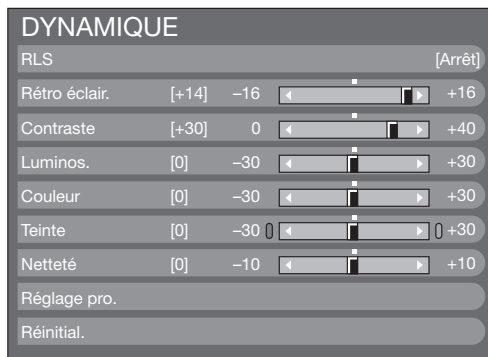 DYNAMIQUE
RLS [Arrêt]
Rétro éclair. [+14] –16 +16
Contraste [+30] 0 +40
Luminos. [0] –30 +30
Couleur [0] –30 +30
Teinte [0] –30 +30
Netteté [0] –10 +10
Réglage pro.
Réinitial.